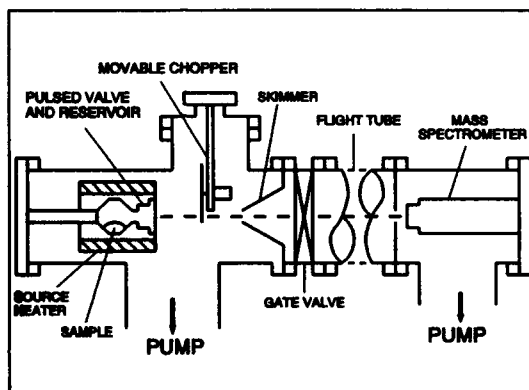 MOVABLE CHOPPER
PULSED VALVE
AND RESERVOIR
SKIMMER
FLIGHT TUBE
MASS
SPECTROMETER
SOURCE
HEATER
SAMPLE
PUMP
GATE VALVE
PUMP